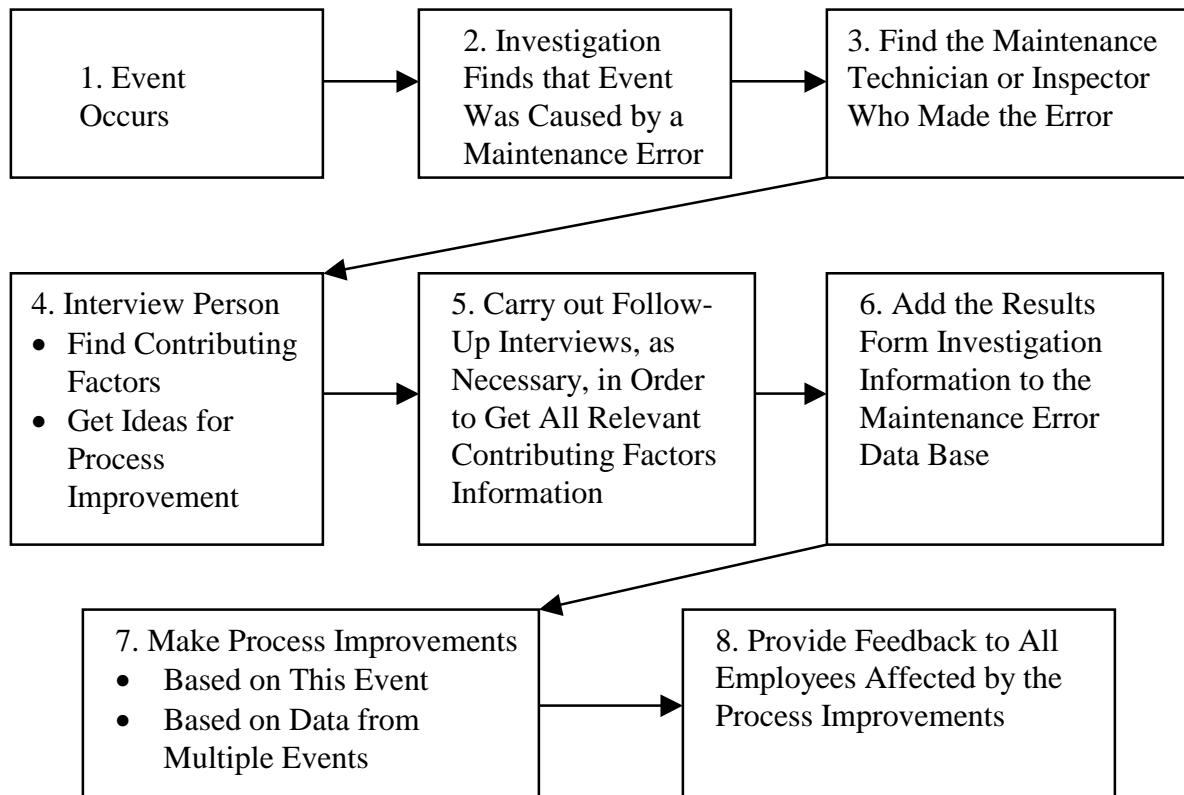 1. Event
Occurs
2. Investigation
Finds that Event
Was Caused by a
Maintenance Error
3. Find the Maintenance
Technician or Inspector
Who Made the Error
4. Interview Person
• Find Contributing
Factors
• Get Ideas for
Process
Improvement
5. Carry out Follow-
Up Interviews, as
Necessary, in Order
to Get All Relevant
Contributing Factors
Information
6. Add the Results
Form Investigation
Information to the
Maintenance Error
Data Base
7. Make Process Improvements
• Based on This Event
• Based on Data from
Multiple Events
8. Provide Feedback to All
Employees Affected by the
Process Improvements